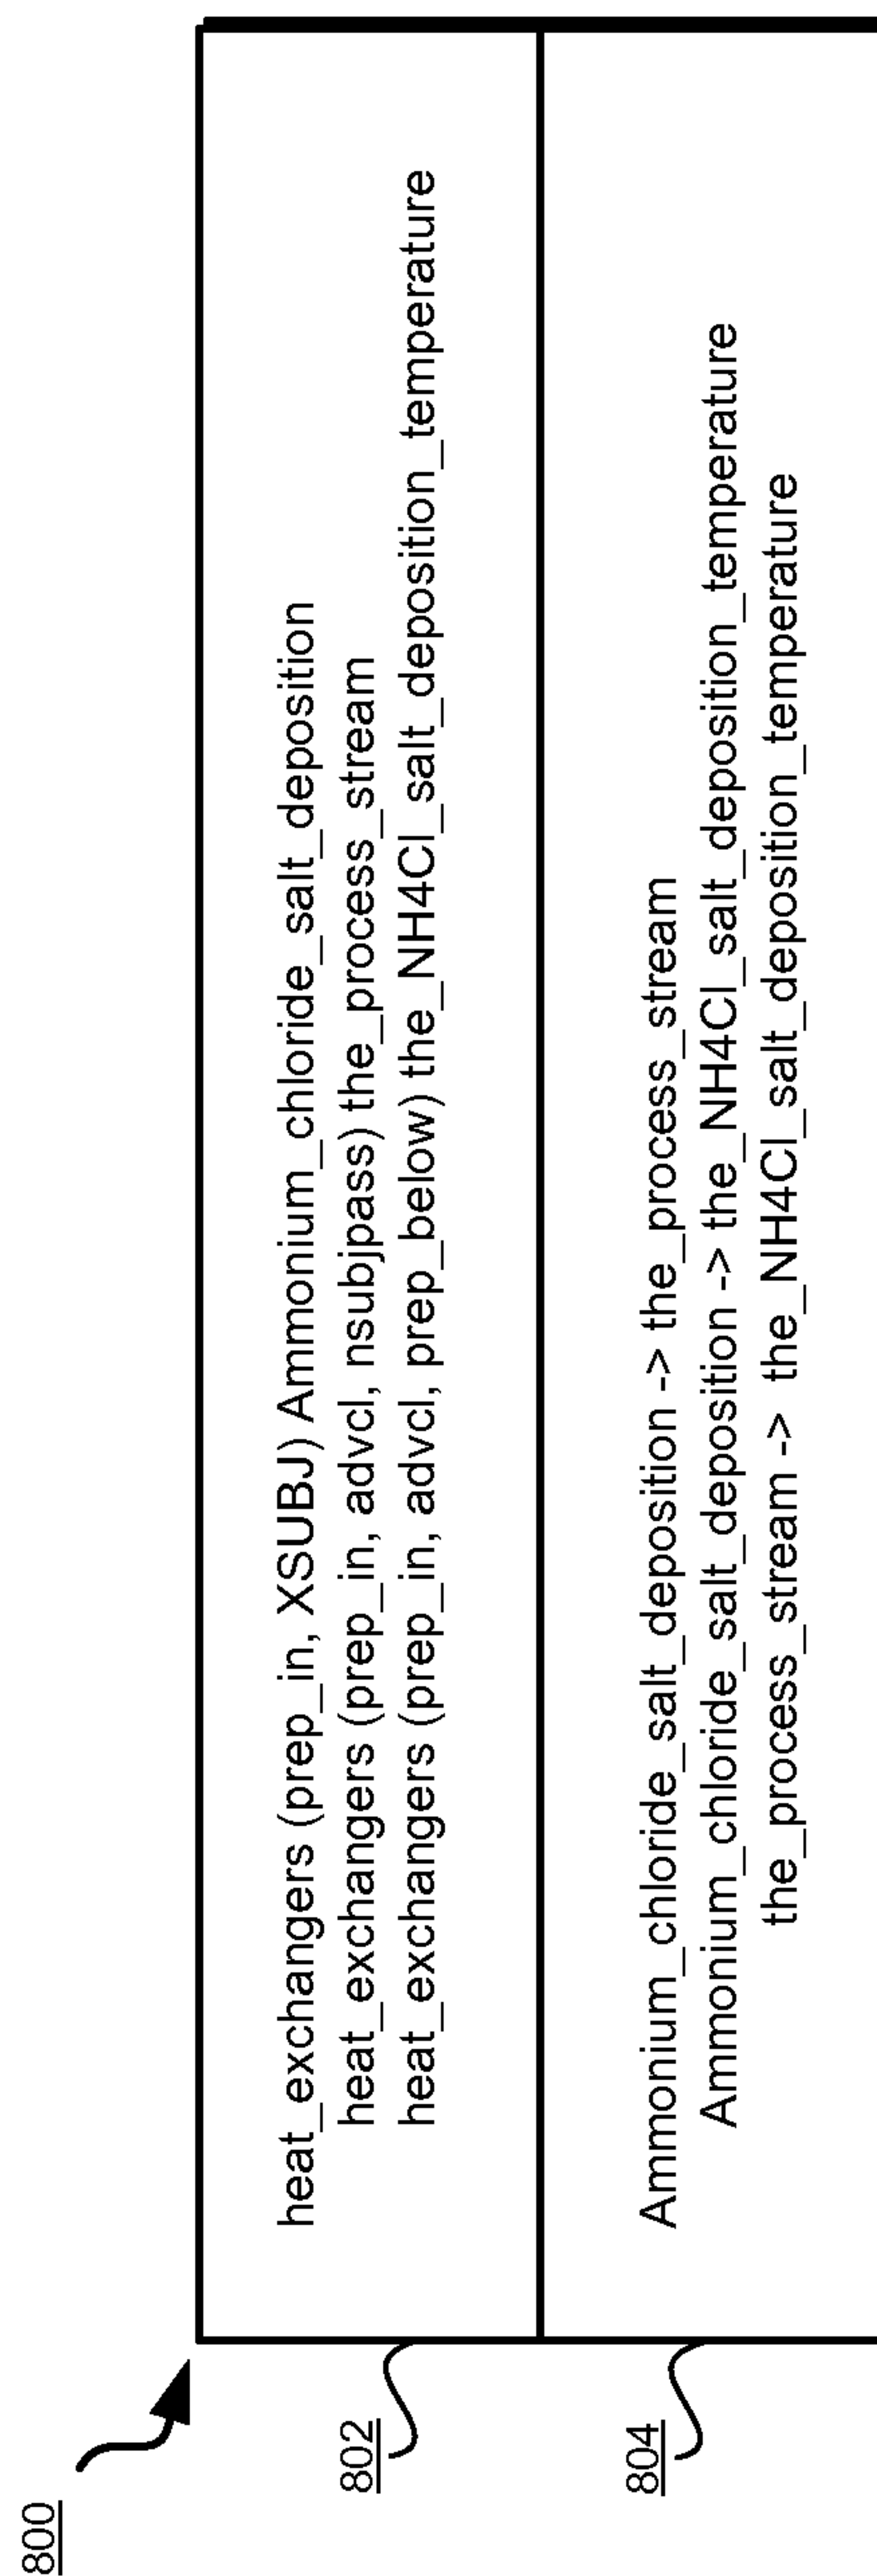 800
802
heat_exchangers (prep_in, XSUBJ) Ammonium_chloride_salt_deposition
heat_exchangers (prep_in, advcl, nsubjpass) the_process_stream
heat_exchangers (prep_in, advcl, prep_below) the_NH4Cl_salt_deposition_temperature
804
Ammonium_chloride_salt_deposition -> the_process_stream
Ammonium_chloride_salt_deposition -> the_NH4Cl_salt_deposition_temperature
the_process_stream -> the_NH4Cl_salt_deposition_temperature